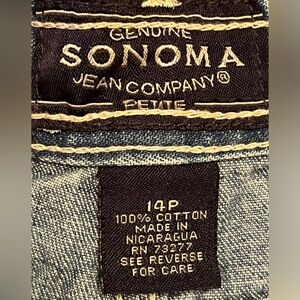 GENUINE
SONOMA
JEAN COMPANY®
PETITE
14P
100% COTTON
MADE IN
NICARAGUA
RN 73277
SEE REVERSE
FOR CARE